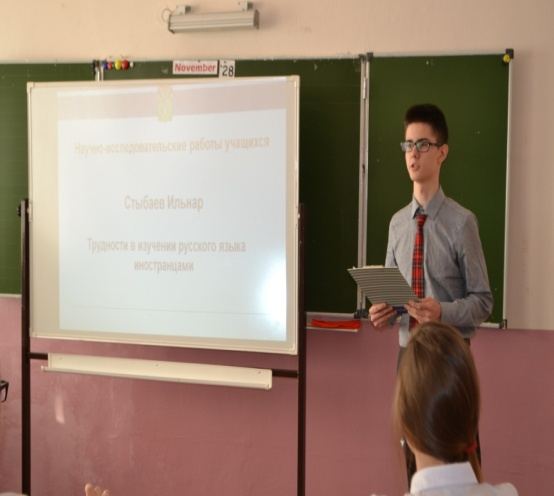 November 28
Научно-исследовательские работы учащихся
Стыбаев Ильнар
Трудности в изучении русского языка
иностранцами